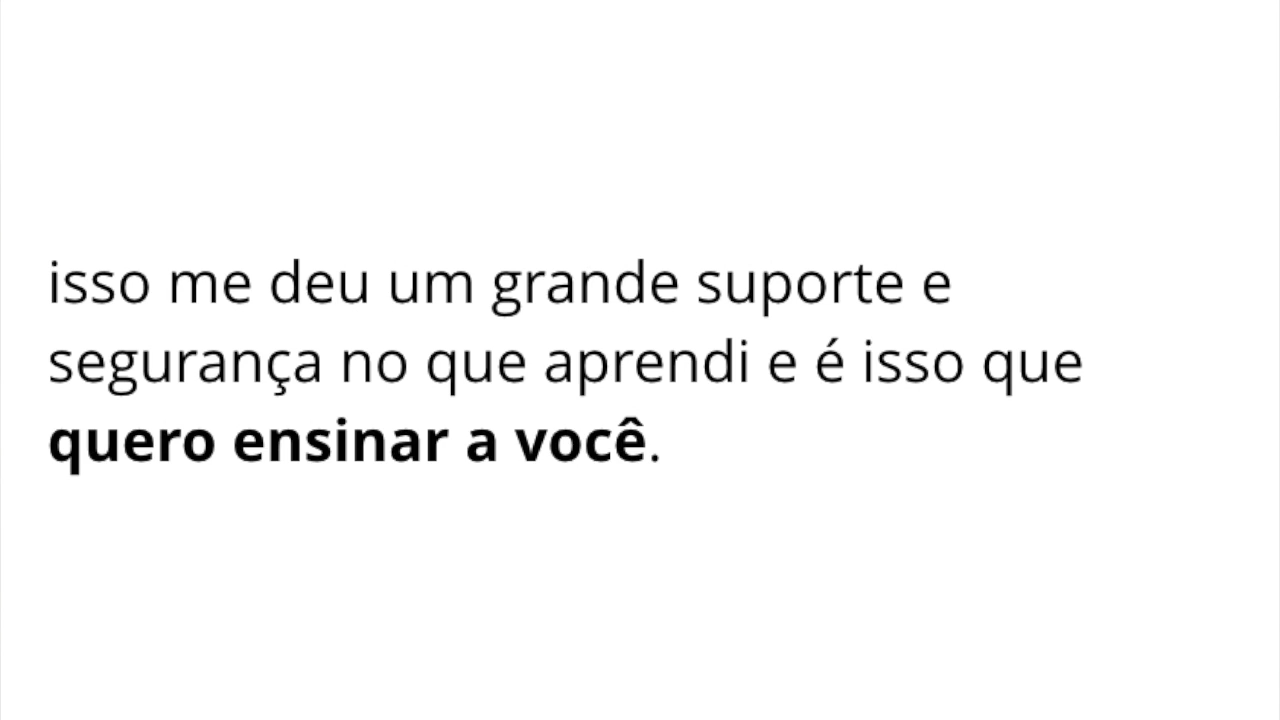 isso me deu um grande suporte e
segurança no que aprendi e é isso que
quero ensinar a você.